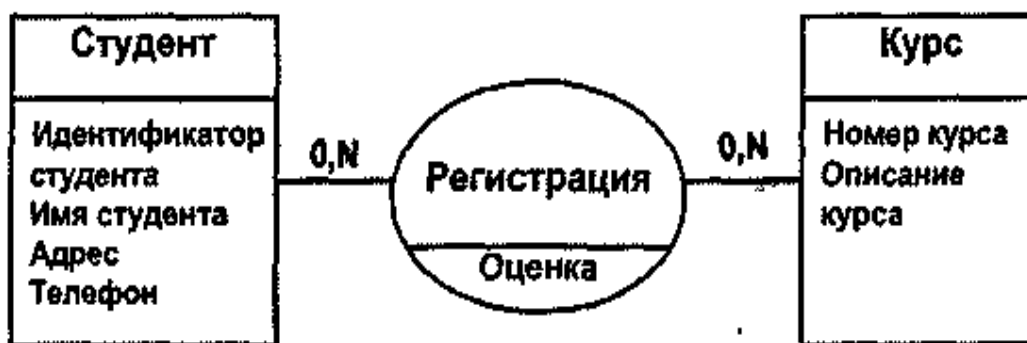 Студент
Идентификатор
студента
Имя студента
Адрес
Телефон
0,N
Регистрация
Оценка
0,N
Курс
Номер курса
Описание
курса